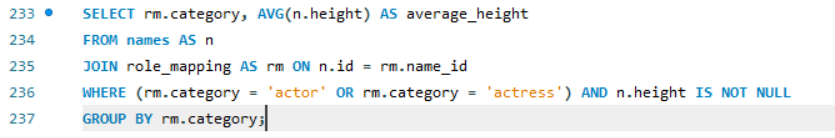 233 SELECT rm.category, AVG(n.height) AS average_height
234 FROM names AS n
235 JOIN role_mapping AS rm ON n.id = rm.name_id
236 WHERE (rm.category = 'actor' OR rm.category = 'actress') AND n.height IS NOT NULL
237 GROUP BY rm.category;